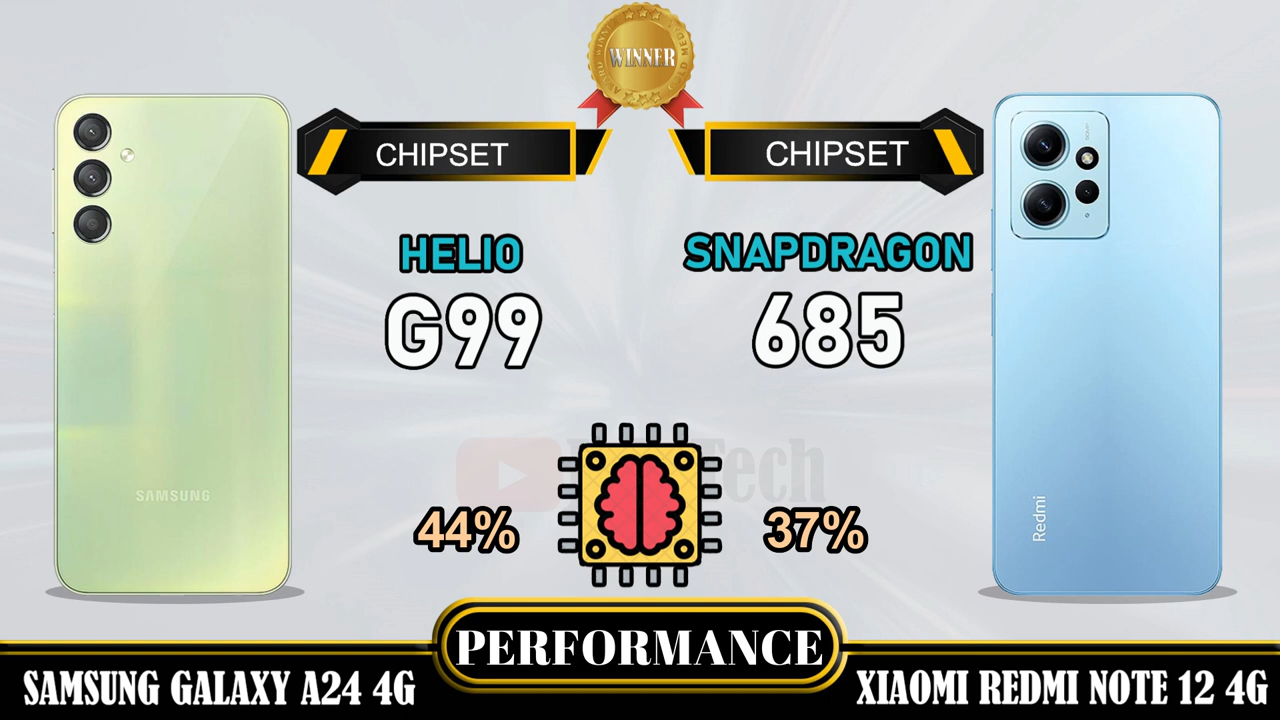 WINNER
CHIPSET
CHIPSET
HELIO
G99
SNAPDRAGON
685
Tech
44%
37%
SAMSUNG
Redmi
PERFORMANCE
SAMSUNG GALAXY A24 4G
XIAOMI REDMI NOTE 12 4G